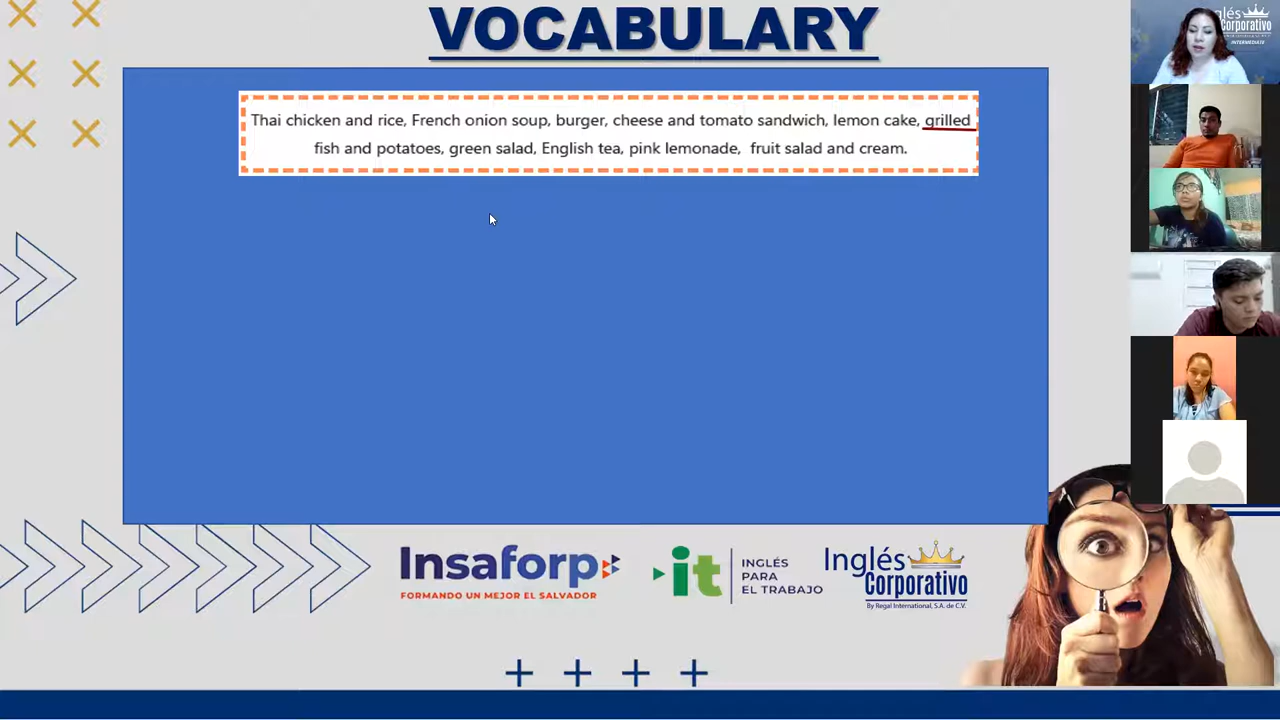 VOCABULARY
Thai chicken and rice, French onion soup, burger, cheese and tomato sandwich, lemon cake, grilled
fish and potatoes, green salad, English tea, pink lemonade, fruit salad and cream.
Insaforp
FORMANDO UN MEJOR EL SALVADOR
it
INGLÉS
PARA
EL TRABAJO
Inglés
Corporativo
By Regal International, S.A. de C.V.
Corporativo
INTERMEDIATE